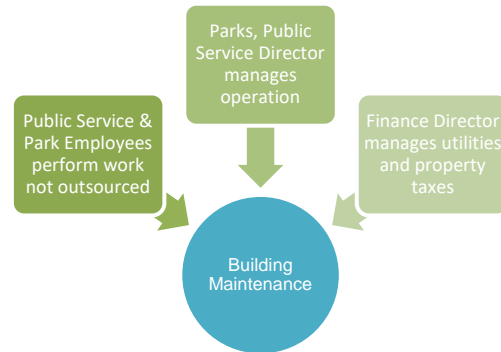 Parks, Public
Service Director
manages
operation
Public Service &
Park Employees
perform work
not outsourced
Finance Director
manages utilities
and property
taxes
Building
Maintenance